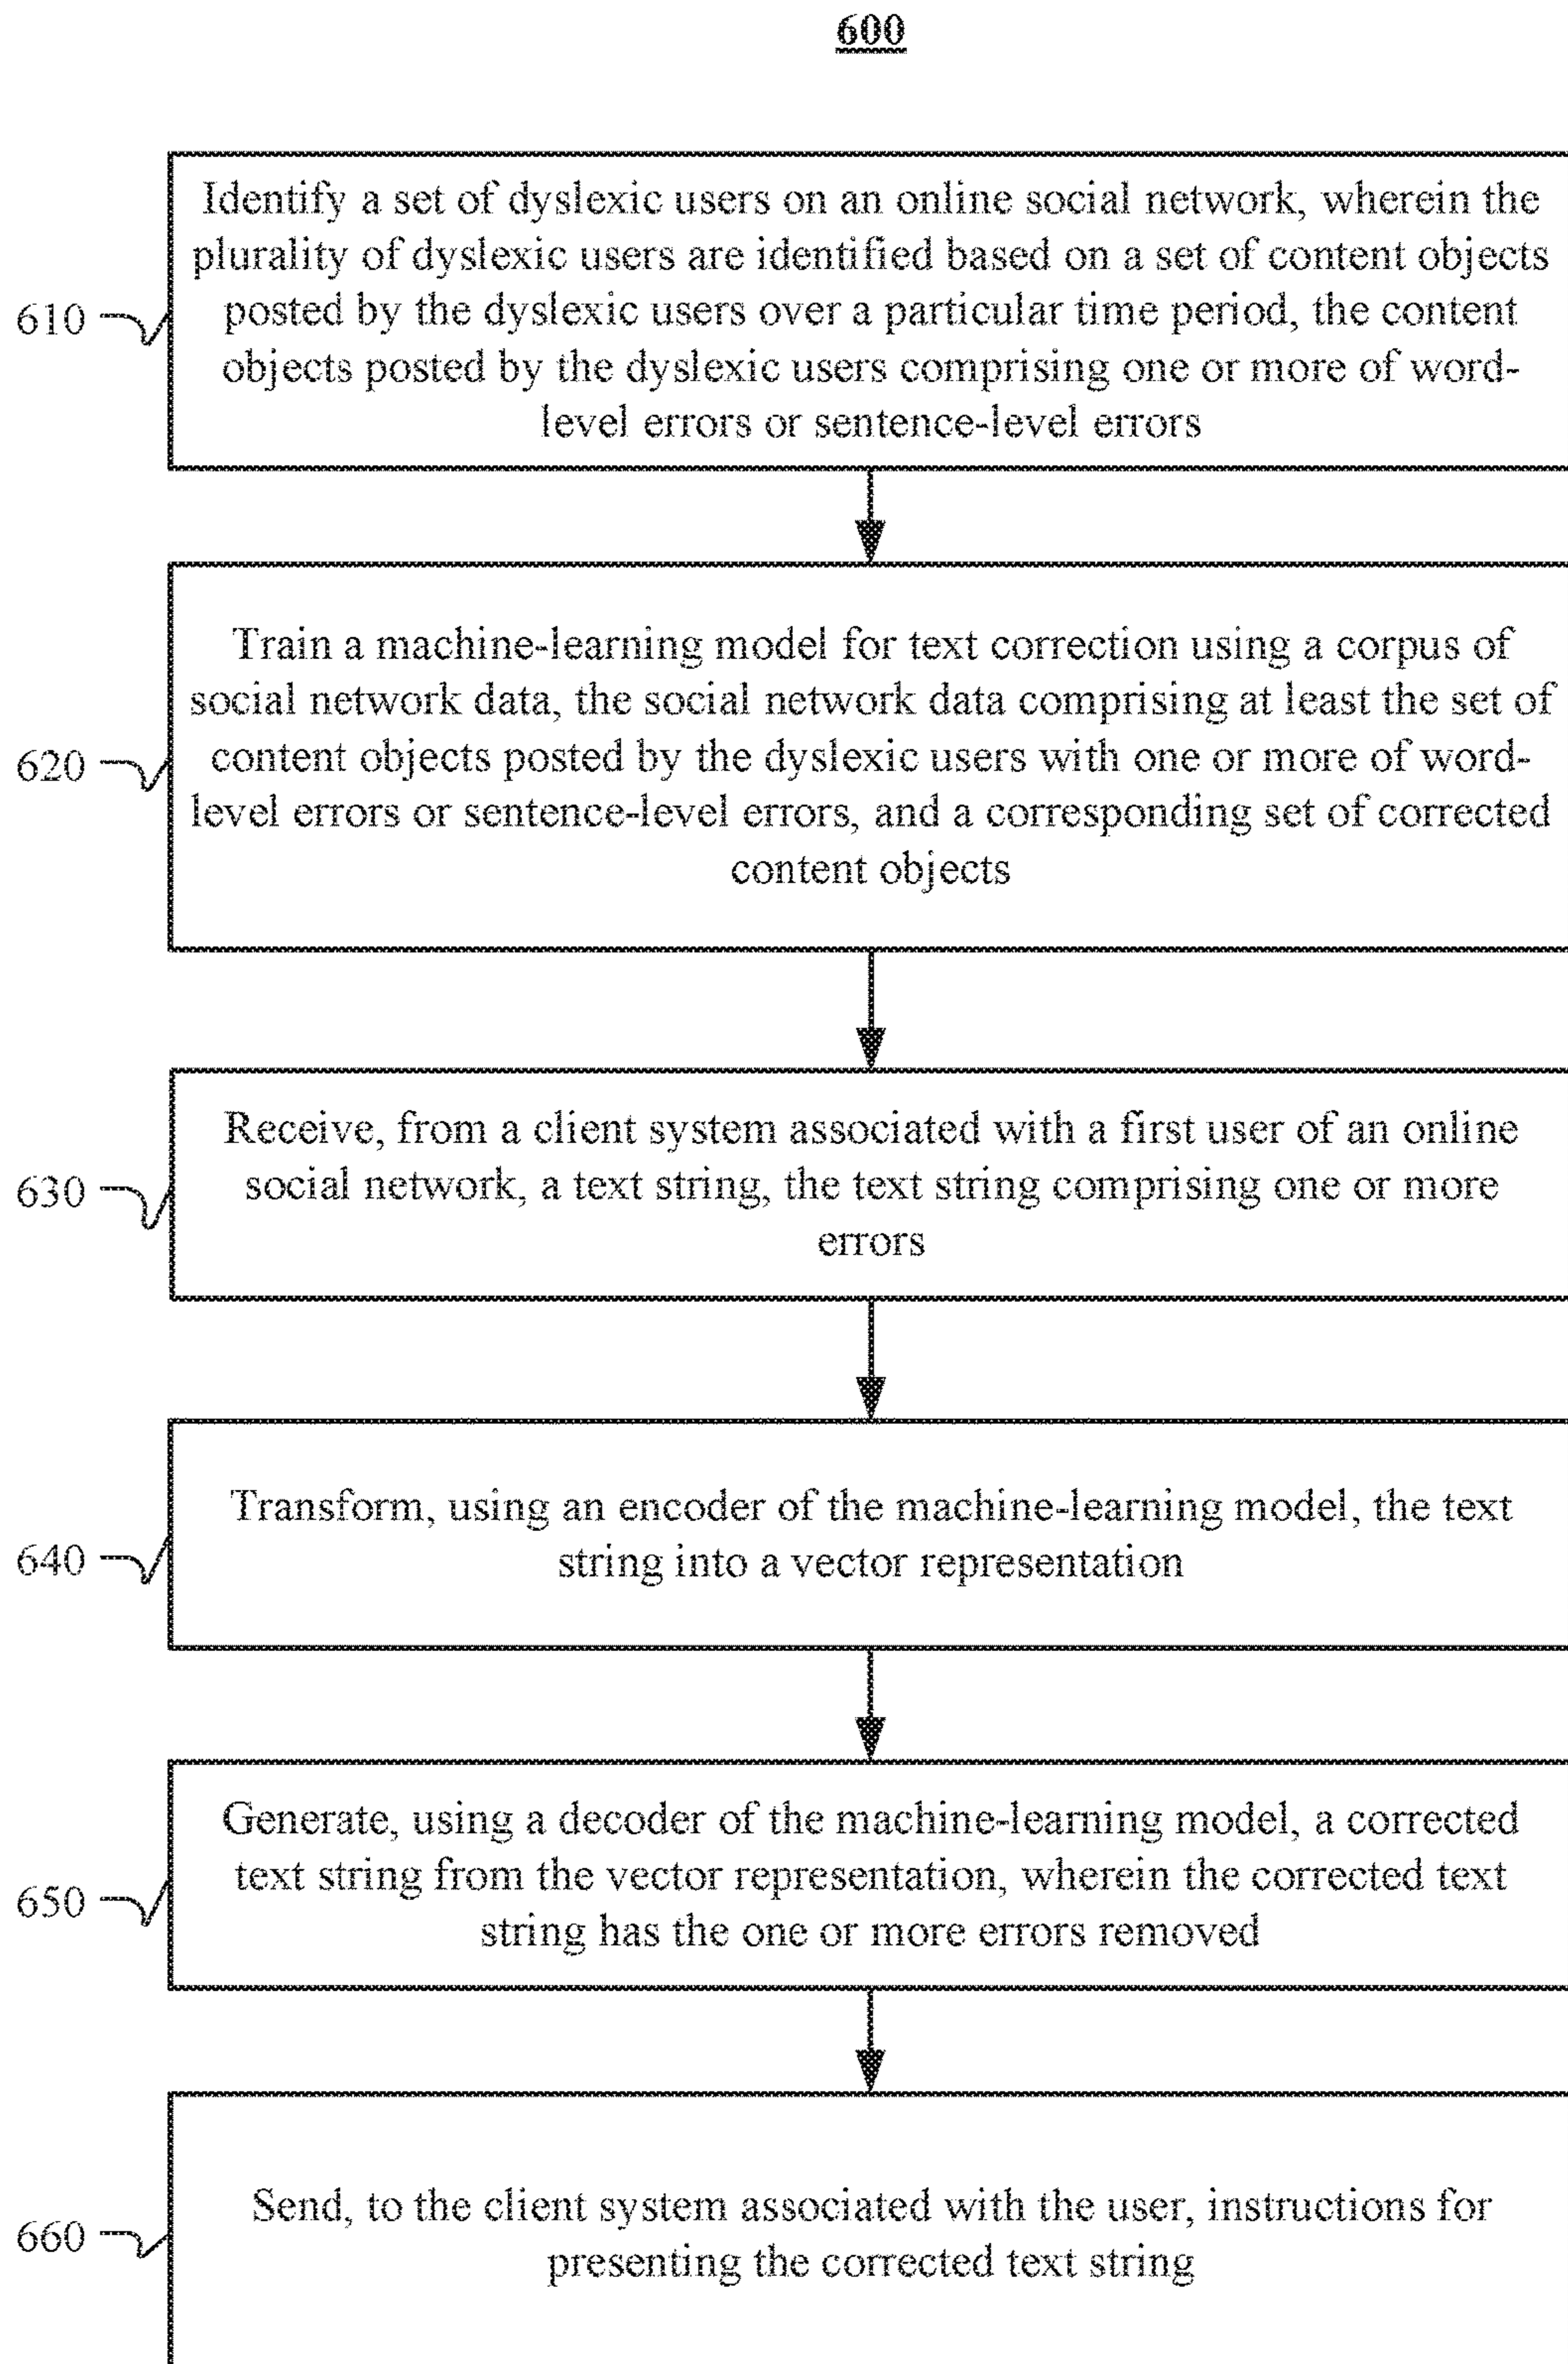 600
Identify a set of dyslexic users on an online social network, wherein the
plurality of dyslexic users are identified based on a set of content objects
posted by the dyslexic users over a particular time period, the content
objects posted by the dyslexic users comprising one or more of word-
level errors or sentence-level errors
610
Train a machine-learning model for text correction using a corpus of
social network data, the social network data comprising at least the set of
content objects posted by the dyslexic users with one or more of word-
level errors or sentence-level errors, and a corresponding set of corrected
content objects
620
Receive, from a client system associated with a first user of an online
social network, a text string, the text string comprising one or more
errors
630
Transform, using an encoder of the machine-learning model, the text
string into a vector representation
640
Generate, using a decoder of the machine-learning model, a corrected
text string from the vector representation, wherein the corrected text
string has the one or more errors removed
650
Send, to the client system associated with the user, instructions for
presenting the corrected text string
660